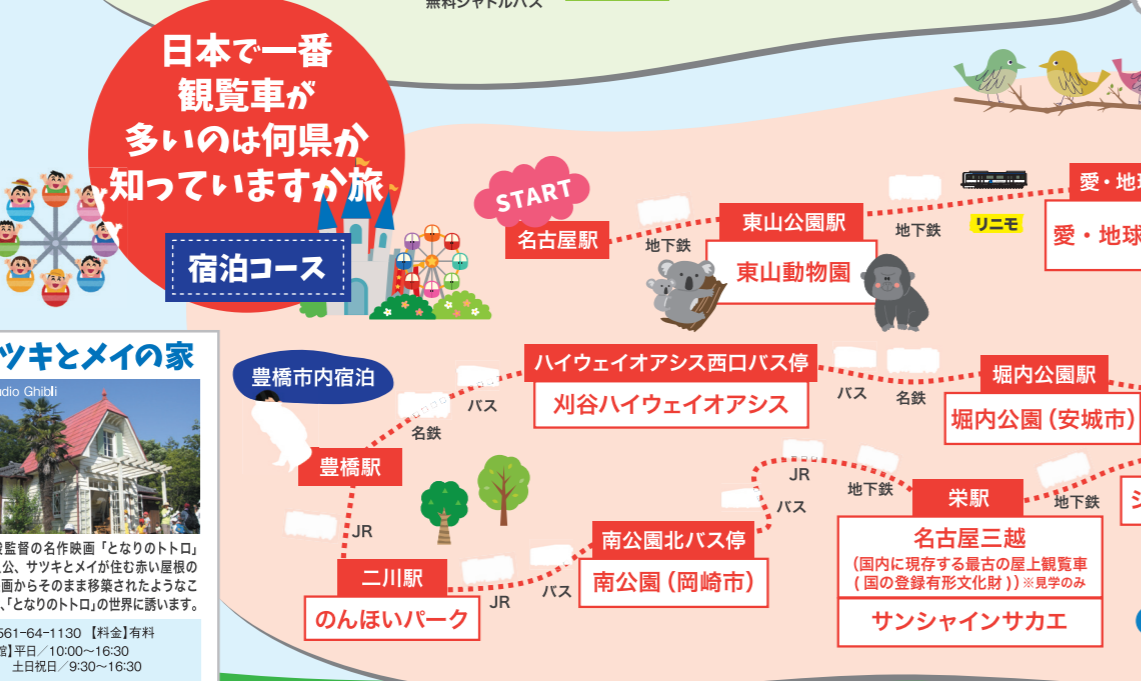 無料シャトルバス
日本で一番
観覧車が
多いのは何県か
知っていますか旅
宿泊コース
START
名古屋駅
地下鉄
東山公園駅
東山動物園
地下鉄
リニモ
愛・地球
愛・地球
堀内公園駅
堀内公園(安城市)
名鉄
バス
ハイウェイオアシス西口バス停
刈谷ハイウェイオアシス
バス
名鉄
豊橋市内宿泊
豊橋駅
JR
二川駅
のんほいパーク
JR
バス
南公園北バス停
南公園(岡崎市)
バス
JR
地下鉄
栄駅
名古屋三越
(国内に現存する最古の屋上観覧車
(国の登録有形文化財))※見学のみ
サンシャインサカエ
地下鉄
ツキとメイの家
dio Ghibli
監督の名作映画「となりのトトロ」
公、サツキとメイが住む赤い屋根の
画からそのまま移築されたようなこ
、「となりのトトロ」の世界に誘います。
561-64-1130 【料金】有料
館】平日/10:00〜16:30
土日祝日/9:30〜16:30